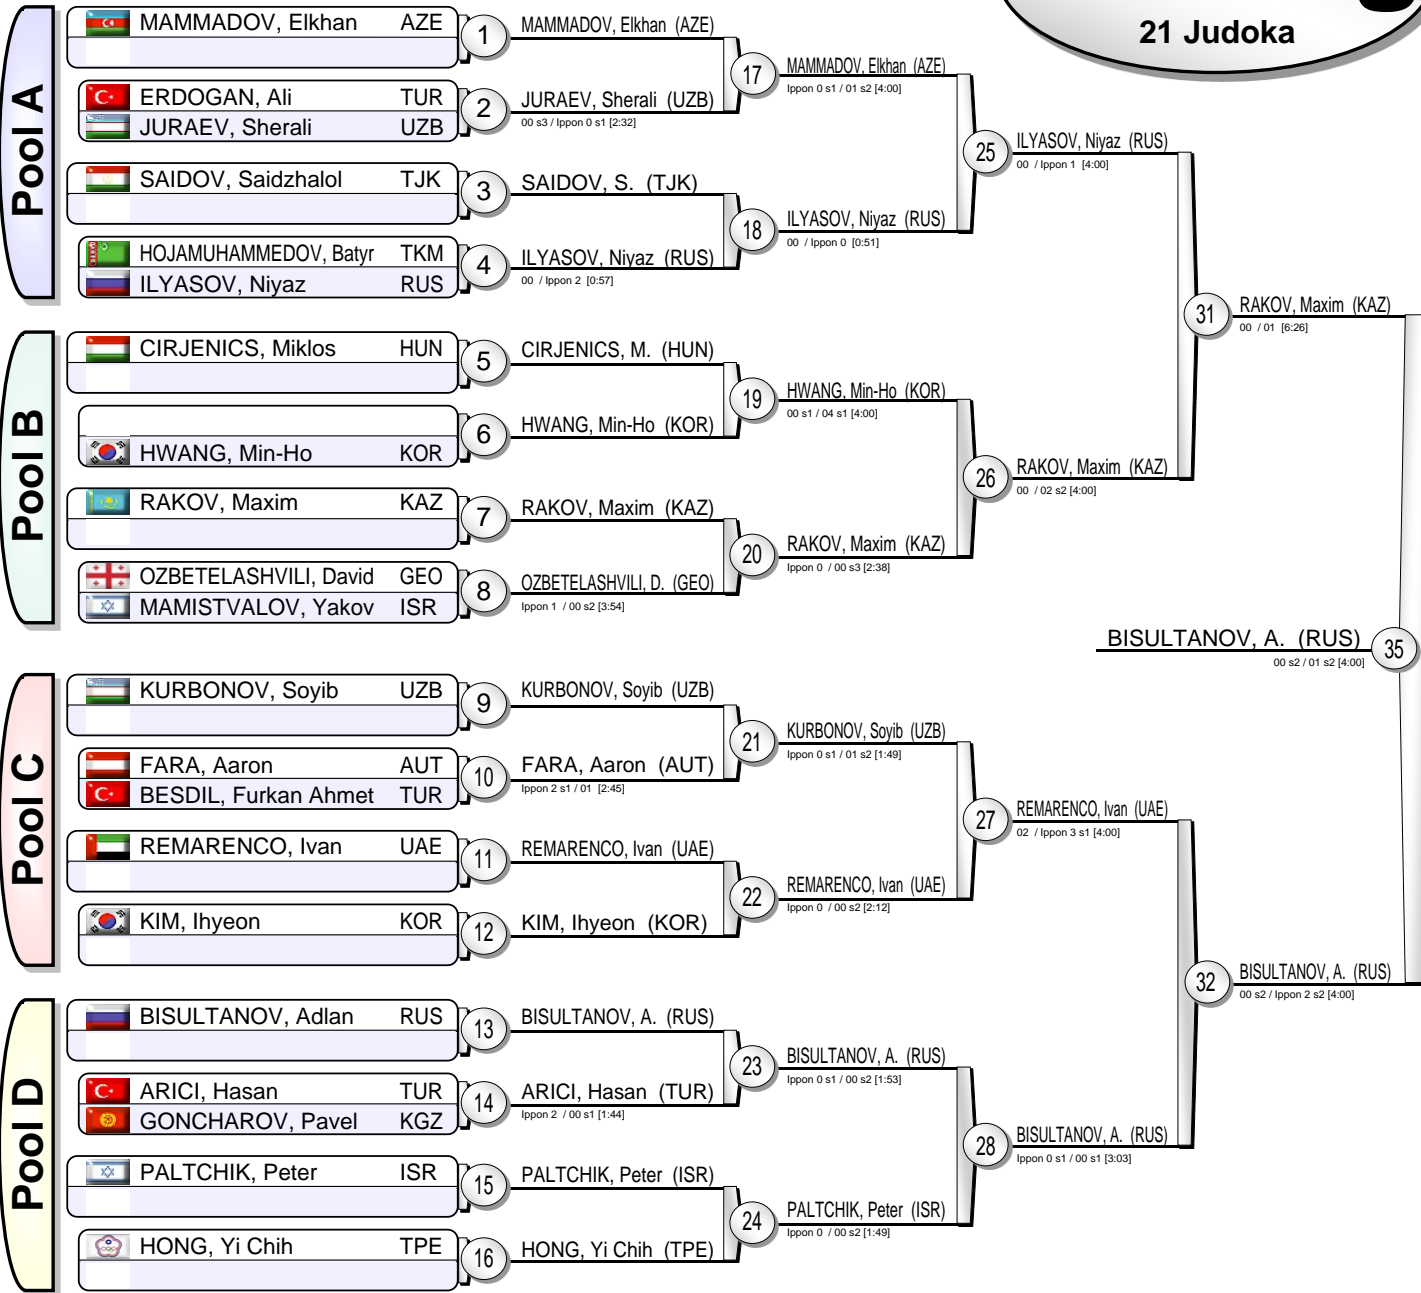 21 Judoka
Pool A
MAMMADOV, Elkhan AZE
1
ERDOGAN, Ali TUR
JURAEV, Sherali UZB
2
SAIDOV, Saidzhalol TJK
3
HOJAMUHAMMEDOV, Batyr TKM
ILYASOV, Niyaz RUS
4
Pool B
CIRJENICS, Miklos HUN
5
HWANG, Min-Ho KOR
6
RAKOV, Maxim KAZ
7
OZBETELASHVILI, David GEO
MAMISTVALOV, Yakov ISR
8
Pool C
KURBONOV, Soyib UZB
9
FARA, Aaron AUT
BESDIL, Furkan Ahmet TUR
10
REMARENCO, Ivan UAE
11
KIM, Ihyeon KOR
12
Pool D
BISULTANOV, Adlan RUS
13
ARICI, Hasan TUR
GONCHAROV, Pavel KGZ
14
PALTCHIK, Peter ISR
15
HONG, Yi Chih TPE
16
MAMMADOV, Elkhan (AZE)
JURAEV, Sherali (UZB)
00 s3 / Ippon 0 s1 [2:32]
17
SAIDOV, S. (TJK)
ILYASOV, Niyaz (RUS)
00 / Ippon 2 [0:57]
18
CIRJENICS, M. (HUN)
HWANG, Min-Ho (KOR)
19
RAKOV, Maxim (KAZ)
OZBETELASHVILI, D. (GEO)
Ippon 1 / 00 s2 [3:54]
20
KURBONOV, Soyib (UZB)
FARA, Aaron (AUT)
Ippon 2 s1 / 01 [2:45]
21
REMARENCO, Ivan (UAE)
KIM, Ihyeon (KOR)
22
BISULTANOV, A. (RUS)
ARICI, Hasan (TUR)
Ippon 2 / 00 s1 [1:44]
23
PALTCHIK, Peter (ISR)
HONG, Yi Chih (TPE)
24
MAMMADOV, Elkhan (AZE)
Ippon 0 s1 / 01 s2 [4:00]
ILYASOV, Niyaz (RUS)
00 / Ippon 0 [0:51]
25
HWANG, Min-Ho (KOR)
00 s1 / 04 s1 [4:00]
RAKOV, Maxim (KAZ)
Ippon 0 / 00 s3 [2:38]
26
KURBONOV, Soyib (UZB)
Ippon 0 s1 / 01 s2 [1:49]
REMARENCO, Ivan (UAE)
Ippon 0 / 00 s2 [2:12]
27
BISULTANOV, A. (RUS)
Ippon 0 s1 / 00 s2 [1:53]
PALTCHIK, Peter (ISR)
Ippon 0 / 00 s2 [1:49]
28
ILYASOV, Niyaz (RUS)
00 / Ippon 1 [4:00]
RAKOV, Maxim (KAZ)
00 / 02 s2 [4:00]
31
REMARENCO, Ivan (UAE)
02 / Ippon 3 s1 [4:00]
BISULTANOV, A. (RUS)
Ippon 0 s1 / 00 s1 [3:03]
32
RAKOV, Maxim (KAZ)
00 / 01 [6:26]
BISULTANOV, A. (RUS)
00 s2 / Ippon 2 s2 [4:00]
BISULTANOV, A. (RUS)
00 s2 / 01 s2 [4:00]
35